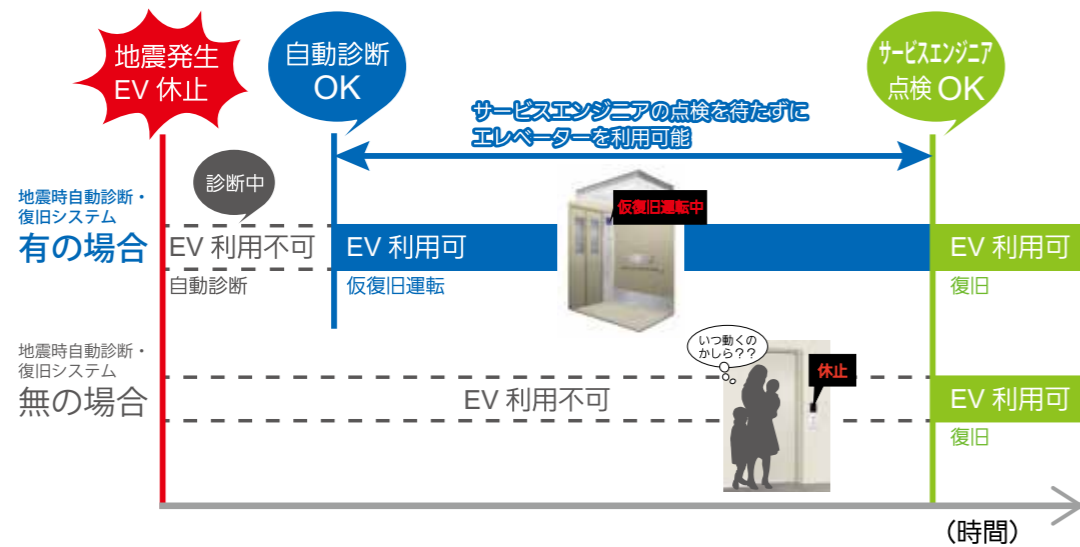 地震発生
EV 休止
自動診断
OK
サービスエンジニア
点検 OK
サービスエンジニアの点検を待たずに
エレベーターを利用可能
診断中
地震時自動診断・
復旧システム
有の場合
EV 利用不可
自動診断
EV 利用可
仮復旧運転
仮復旧運転中
EV 利用可
復旧
地震時自動診断・
復旧システム
無の場合
EV 利用不可
いつ動くの
かしら??
休止
EV 利用可
復旧
(時間)